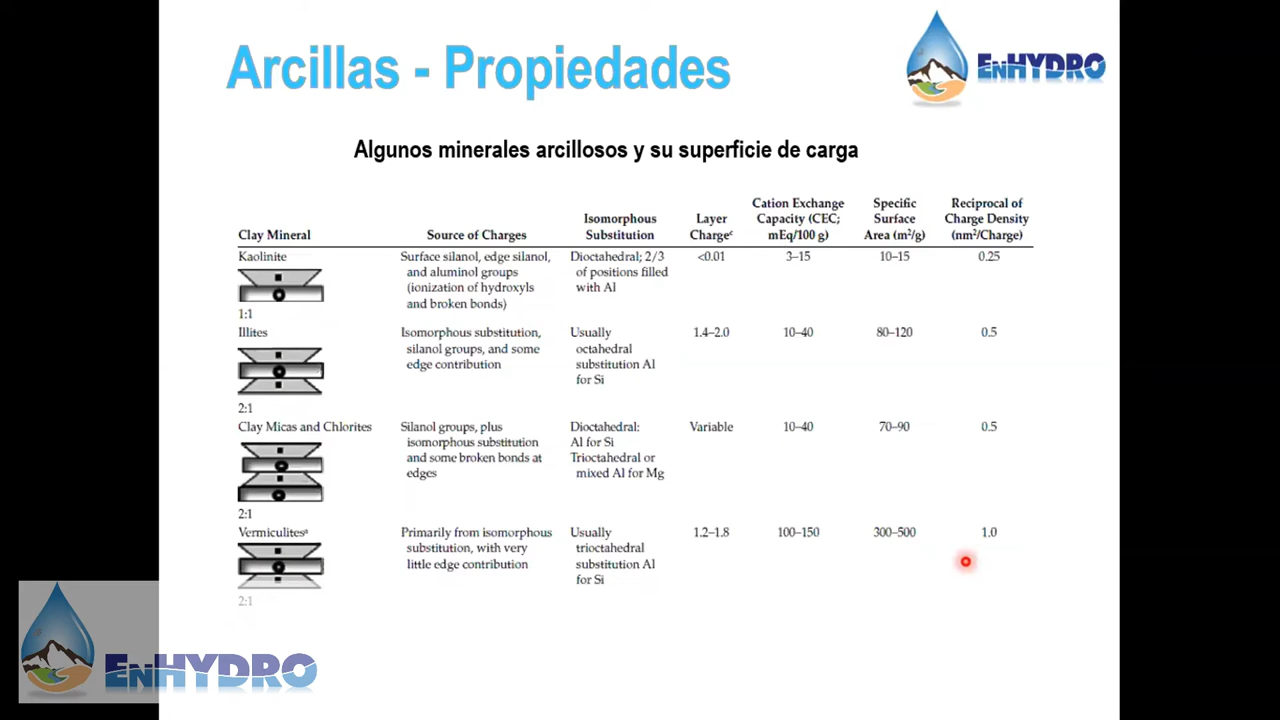 Arcillas - Propiedades
ENHYDRO
Algunos minerales arcillosos y su superficie de carga
Clay Mineral
Source of Charges
Isomorphous
Substitution
Layer
Chargeᶜ
Cation Exchange
Capacity (CEC;
mEq/100 g)
Specific
Surface
Area (m²/g)
Reciprocal of
Charge Density
(nm²/Charge)
Kaolinite
1:1
Surface silanol, edge silanol,
and aluminol groups
(ionization of hydroxyls
and broken bonds)
Dioctahedral; 2/3
of positions filled
with Al
<0.01
3–15
10–15
0.25
Illites
2:1
Isomorphous substitution,
silanol groups, and some
edge contribution
Usually
octahedral
substitution Al
for Si
1.4–2.0
10–40
80–120
0.5
Clay Micas and Chlorites
2:1
Silanol groups, plus
isomorphous substitution
and some broken bonds at
edges
Dioctahedral:
Al for Si
Trioctahedral or
mixed Al for Mg
Variable
10–40
70–90
0.5
Vermiculitesᵃ
2:1
Primarily from isomorphous
substitution, with very
little edge contribution
Usually
trioctahedral
substitution Al
for Si
1.2–1.8
100–150
300–500
1.0
ENHYDRO